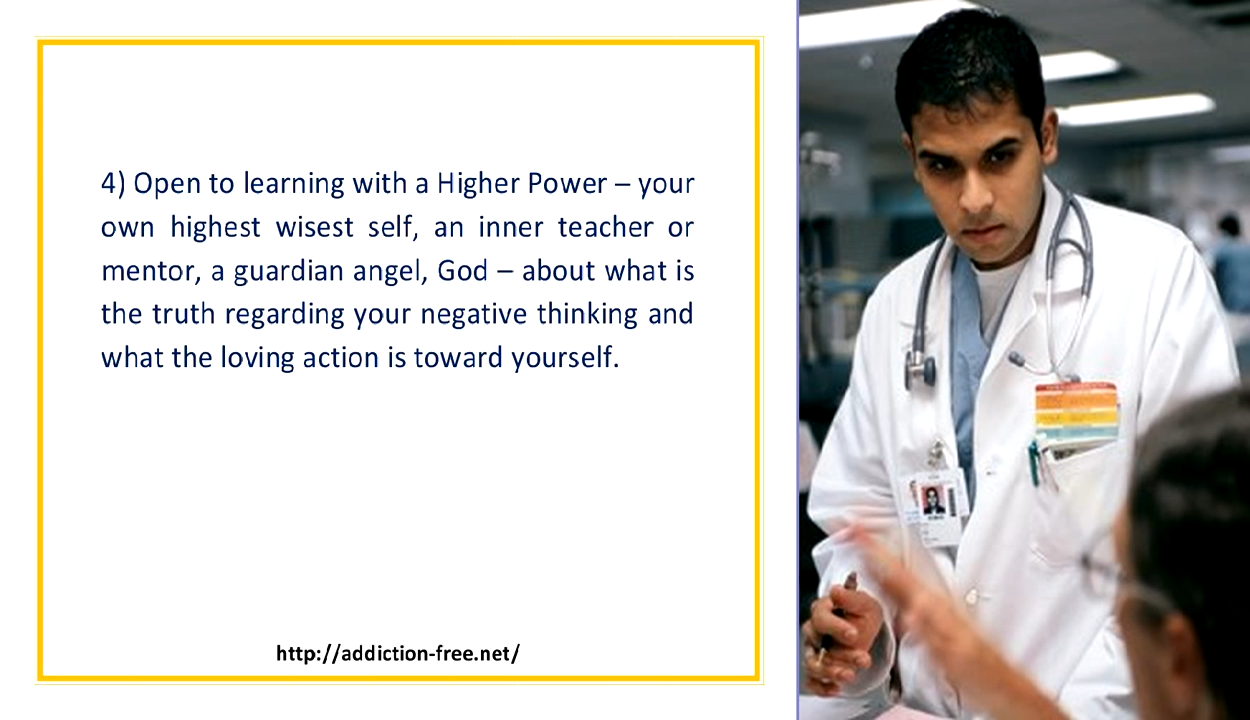 4) Open to learning with a Higher Power – your
own highest wisest self, an inner teacher or
mentor, a guardian angel, God – about what is
the truth regarding your negative thinking and
what the loving action is toward yourself.
http://addiction-free.net/